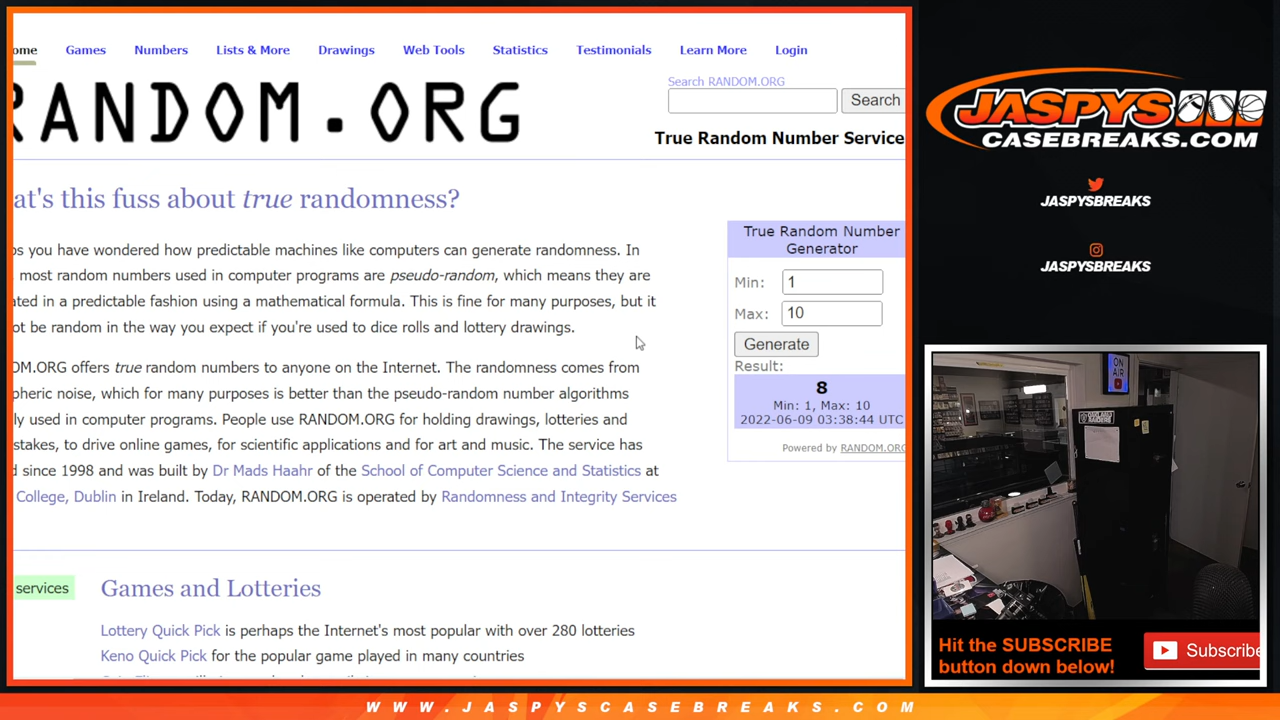 ome Games Numbers Lists & More Drawings Web Tools Statistics Testimonials Learn More Login
RANDOM.ORG
Search RANDOM.ORG
Search
True Random Number Service
at's this fuss about true randomness?
ps you have wondered how predictable machines like computers can generate randomness. In
most random numbers used in computer programs are pseudo-random, which means they are
ated in a predictable fashion using a mathematical formula. This is fine for many purposes, but it
ot be random in the way you expect if you're used to dice rolls and lottery drawings.
OM.ORG offers true random numbers to anyone on the Internet. The randomness comes from
pheric noise, which for many purposes is better than the pseudo-random number algorithms
ly used in computer programs. People use RANDOM.ORG for holding drawings, lotteries and
stakes, to drive online games, for scientific applications and for art and music. The service has
d since 1998 and was built by Dr Mads Haahr of the School of Computer Science and Statistics at
College, Dublin in Ireland. Today, RANDOM.ORG is operated by Randomness and Integrity Services
True Random Number
Generator
Min: 1
Max: 10
Generate
Result:
8
Min: 1, Max: 10
2022-06-09 03:38:44 UTC
Powered by RANDOM.ORG
services
Games and Lotteries
Lottery Quick Pick is perhaps the Internet's most popular with over 280 lotteries
Keno Quick Pick for the popular game played in many countries
JASPYS
CASEBREAKS.COM
JASPYSBREAKS
JASPYSBREAKS
ON
AIR
Hit the SUBSCRIBE
button down below!
Subscribe
WWW.JASPYSCASEBREAKS.COM